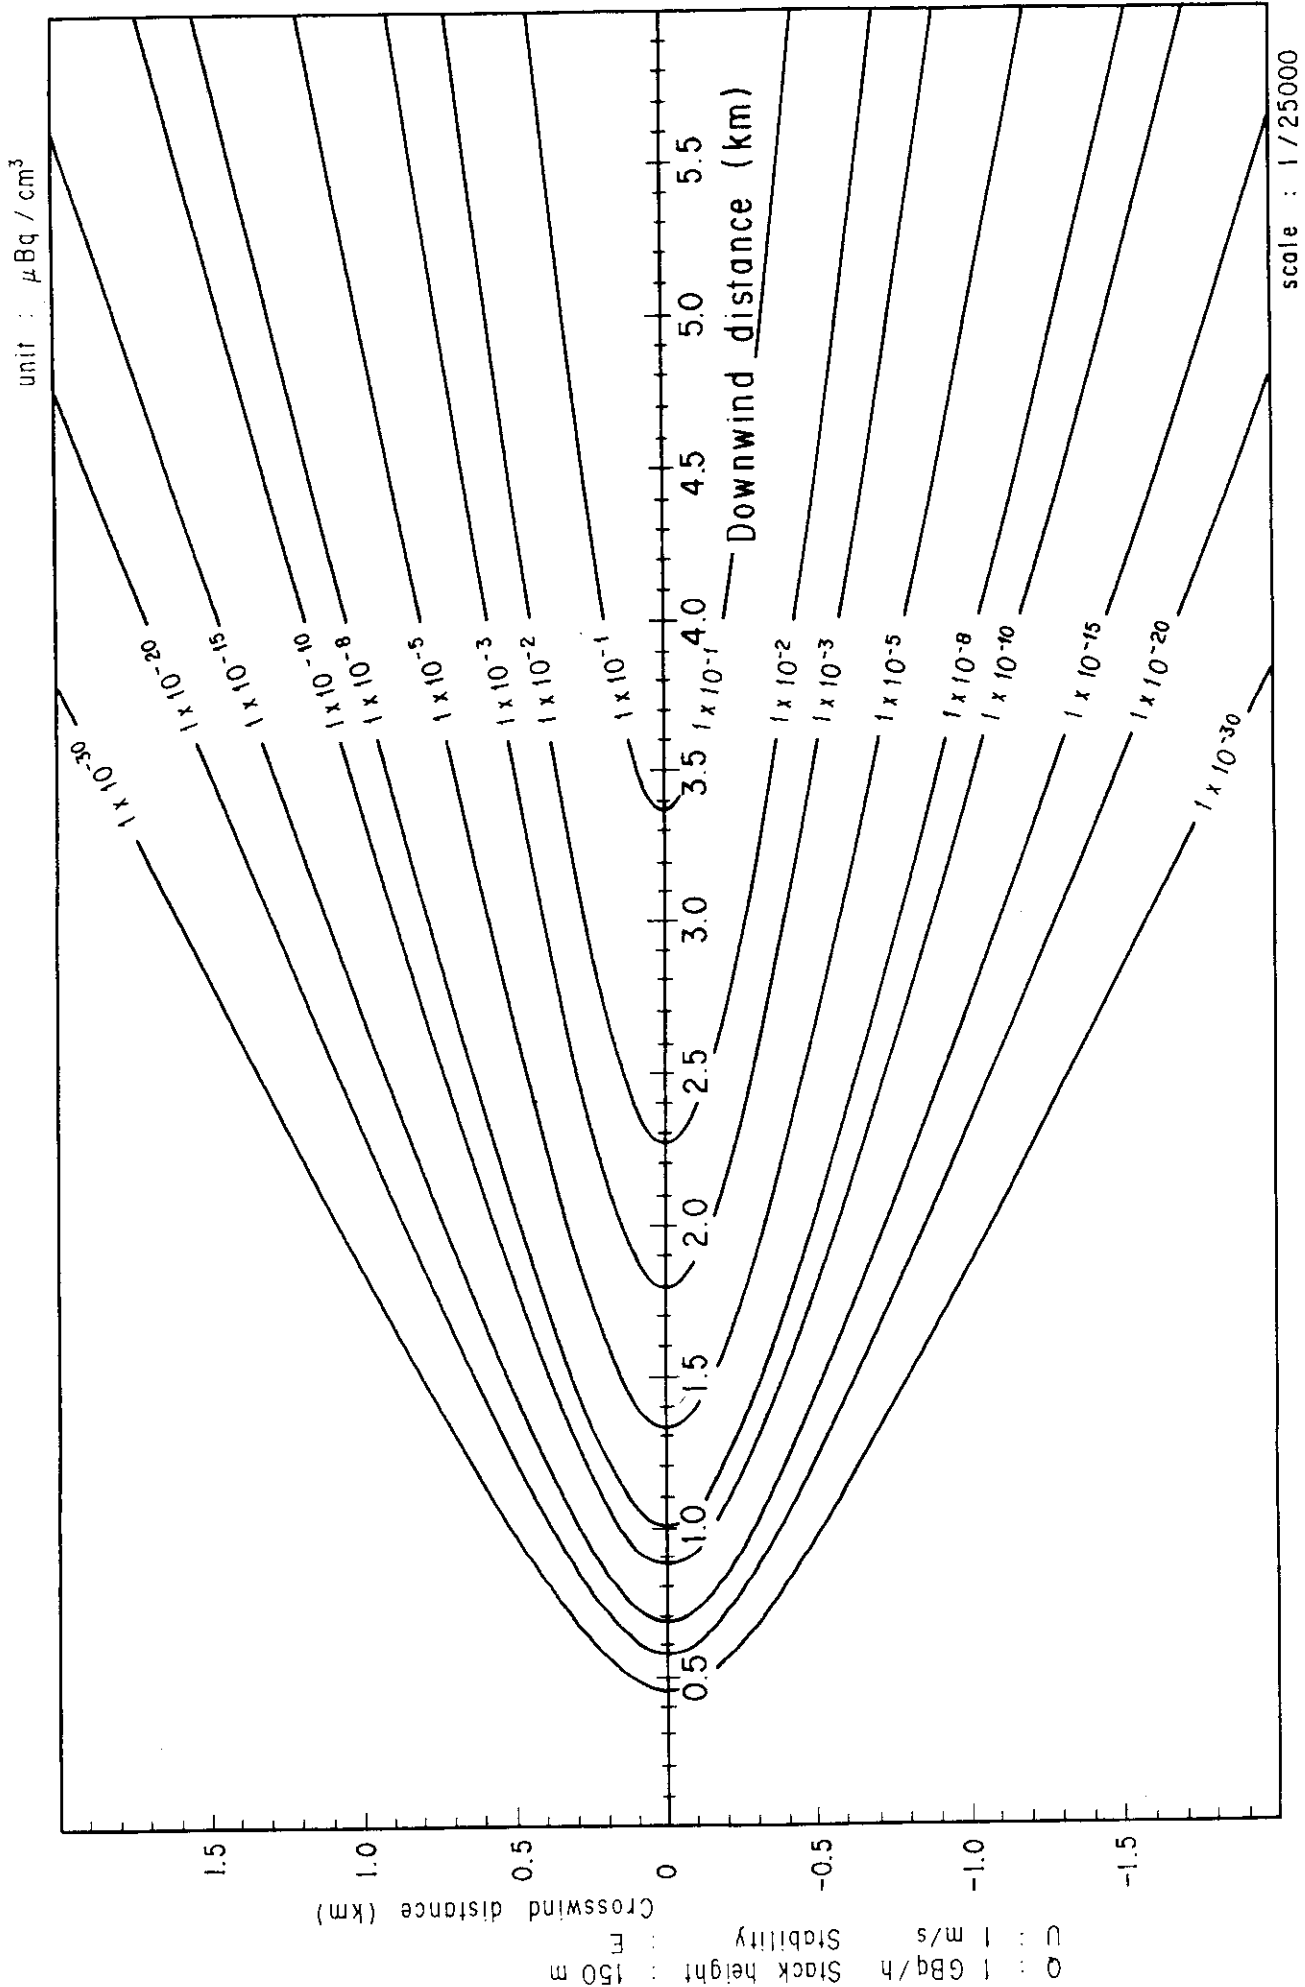 unit : μBq / cm³
Q : 1 GBq/h Stack height : 150 m
U : 1 m/s Stability : E
Crosswind distance (km)
1.5
1.0
0.5
0
-0.5
-1.0
-1.5
0.5
1.0
1.5
2.0
2.5
3.0
3.5
4.0
4.5
5.0
5.5
Downwind distance (km)
1 x 10⁻³⁰
1 x 10⁻²⁰
1 x 10⁻¹⁵
1 x 10⁻¹⁰
1 x 10⁻⁸
1 x 10⁻⁵
1 x 10⁻³
1 x 10⁻²
1 x 10⁻¹
1 x 10⁻¹
1 x 10⁻²
1 x 10⁻³
1 x 10⁻⁵
1 x 10⁻⁸
1 x 10⁻¹⁰
1 x 10⁻¹⁵
1 x 10⁻²⁰
1 x 10⁻³⁰
scale : 1 / 25000